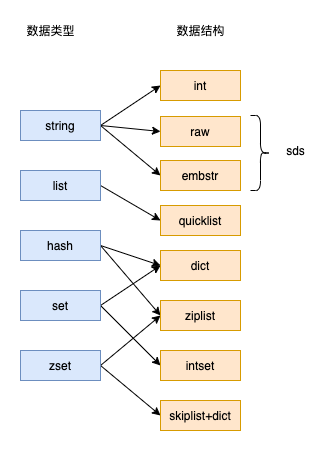 数据类型
数据结构
int
string
raw
sds
embstr
list
quicklist
hash
dict
set
ziplist
zset
intset
skiplist+dict